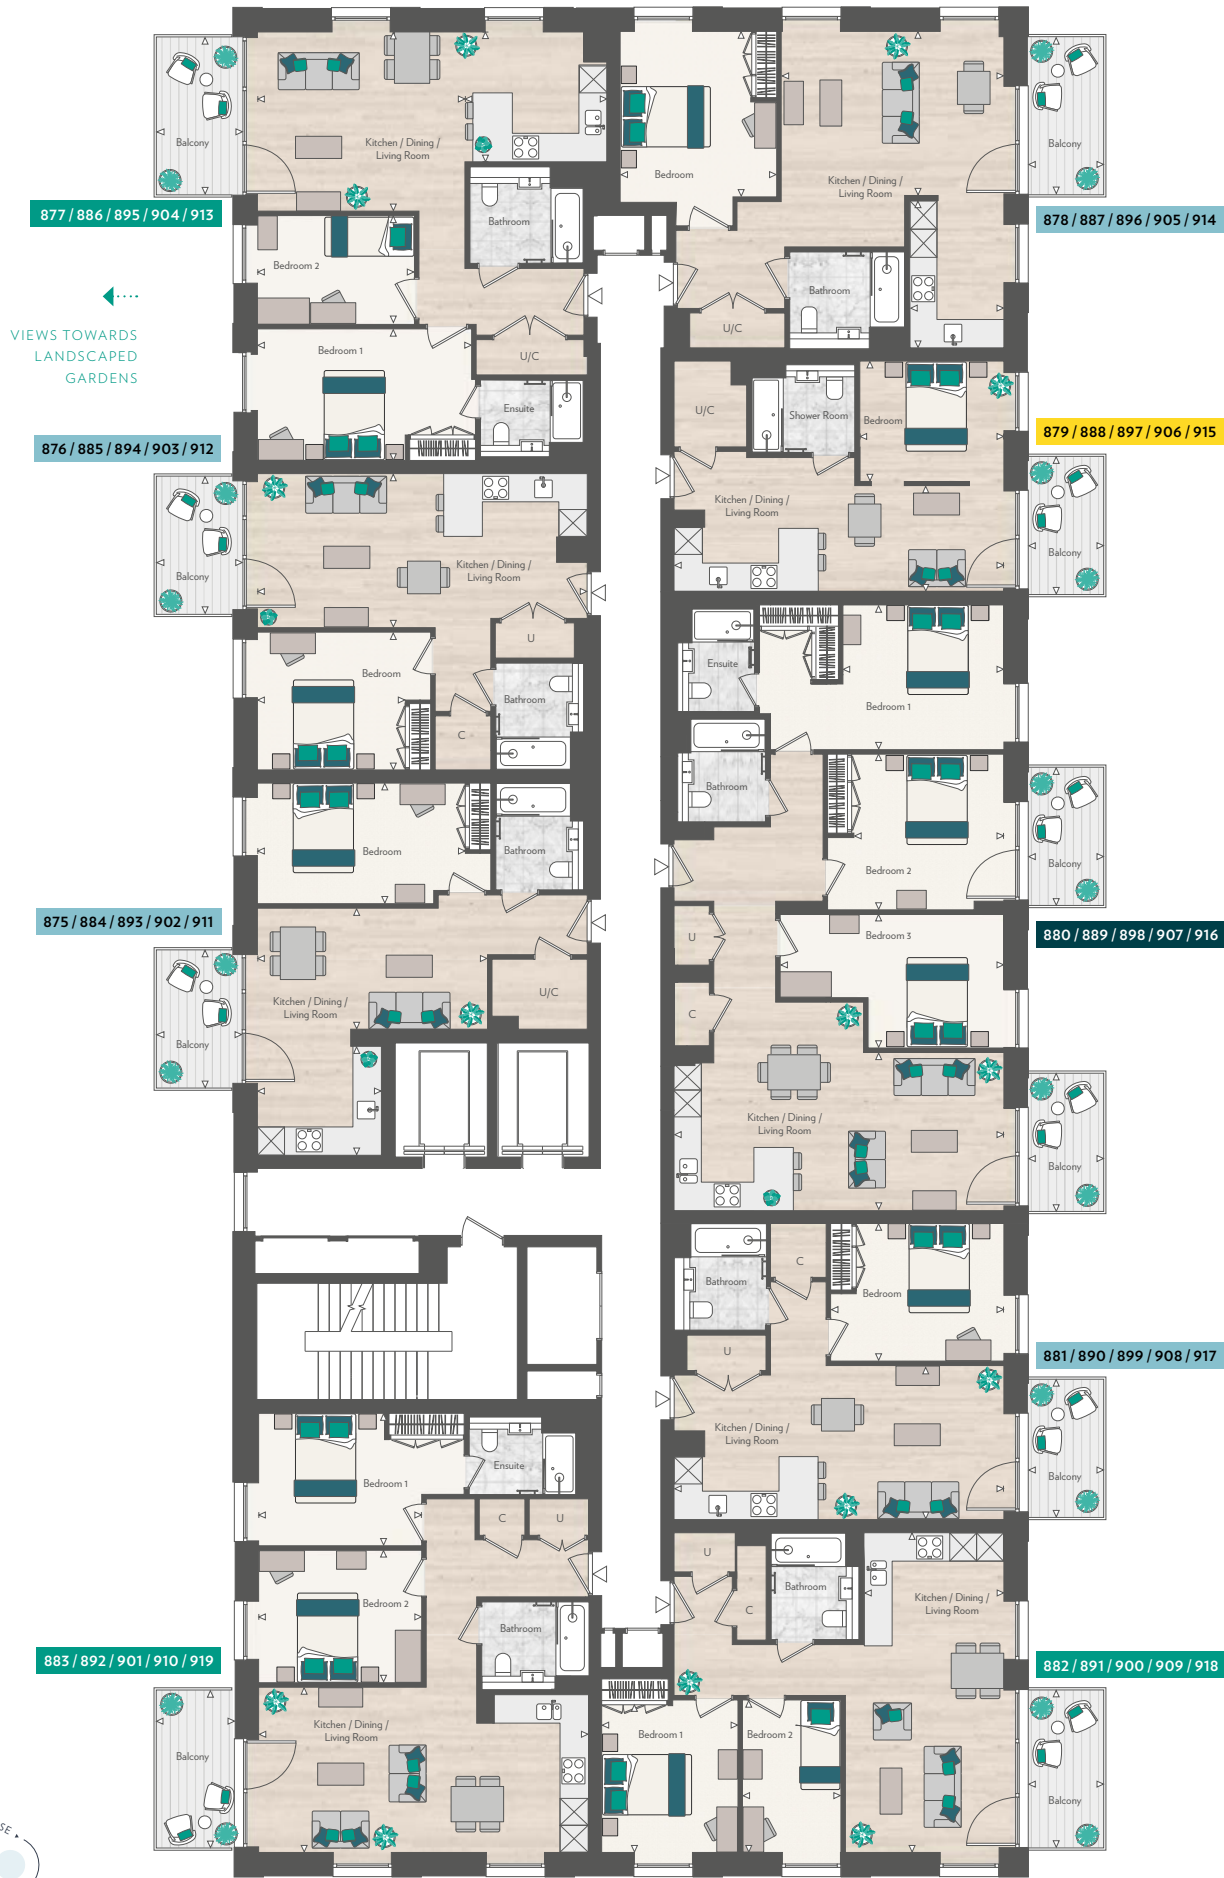 Balcony
Kitchen / Dining /
Living Room
Bathroom
Bedroom
Kitchen / Dining /
Living Room
Balcony
877 / 886 / 895 / 904 / 913
878 / 887 / 896 / 905 / 914
Bedroom 2
Bathroom
VIEWS TOWARDS
LANDSCAPED
GARDENS
U/C
U/C
Bedroom 1
Ensuite
U/C
Shower Room
Bedroom
876 / 885 / 894 / 903 / 912
879 / 888 / 897 / 906 / 915
Kitchen / Dining /
Living Room
Balcony
Balcony
Kitchen / Dining /
Living Room
U
Bedroom
Bathroom
C
Ensuite
Bedroom 1
Bathroom
Bedroom
Bathroom
Bedroom 2
Balcony
875 / 884 / 893 / 902 / 911
880 / 889 / 898 / 907 / 916
U
Bedroom 3
Kitchen / Dining /
Living Room
U/C
C
Balcony
Kitchen / Dining /
Living Room
Balcony
Bathroom
C
Bedroom
U
881 / 890 / 899 / 908 / 917
Kitchen / Dining /
Living Room
Balcony
Bedroom 1
Ensuite
C
U
U
Bathroom
C
Kitchen / Dining /
Living Room
Bedroom 2
Bathroom
883 / 892 / 901 / 910 / 919
882 / 891 / 900 / 909 / 918
Kitchen / Dining /
Living Room
Bedroom 1
Bedroom 2
Balcony
Balcony